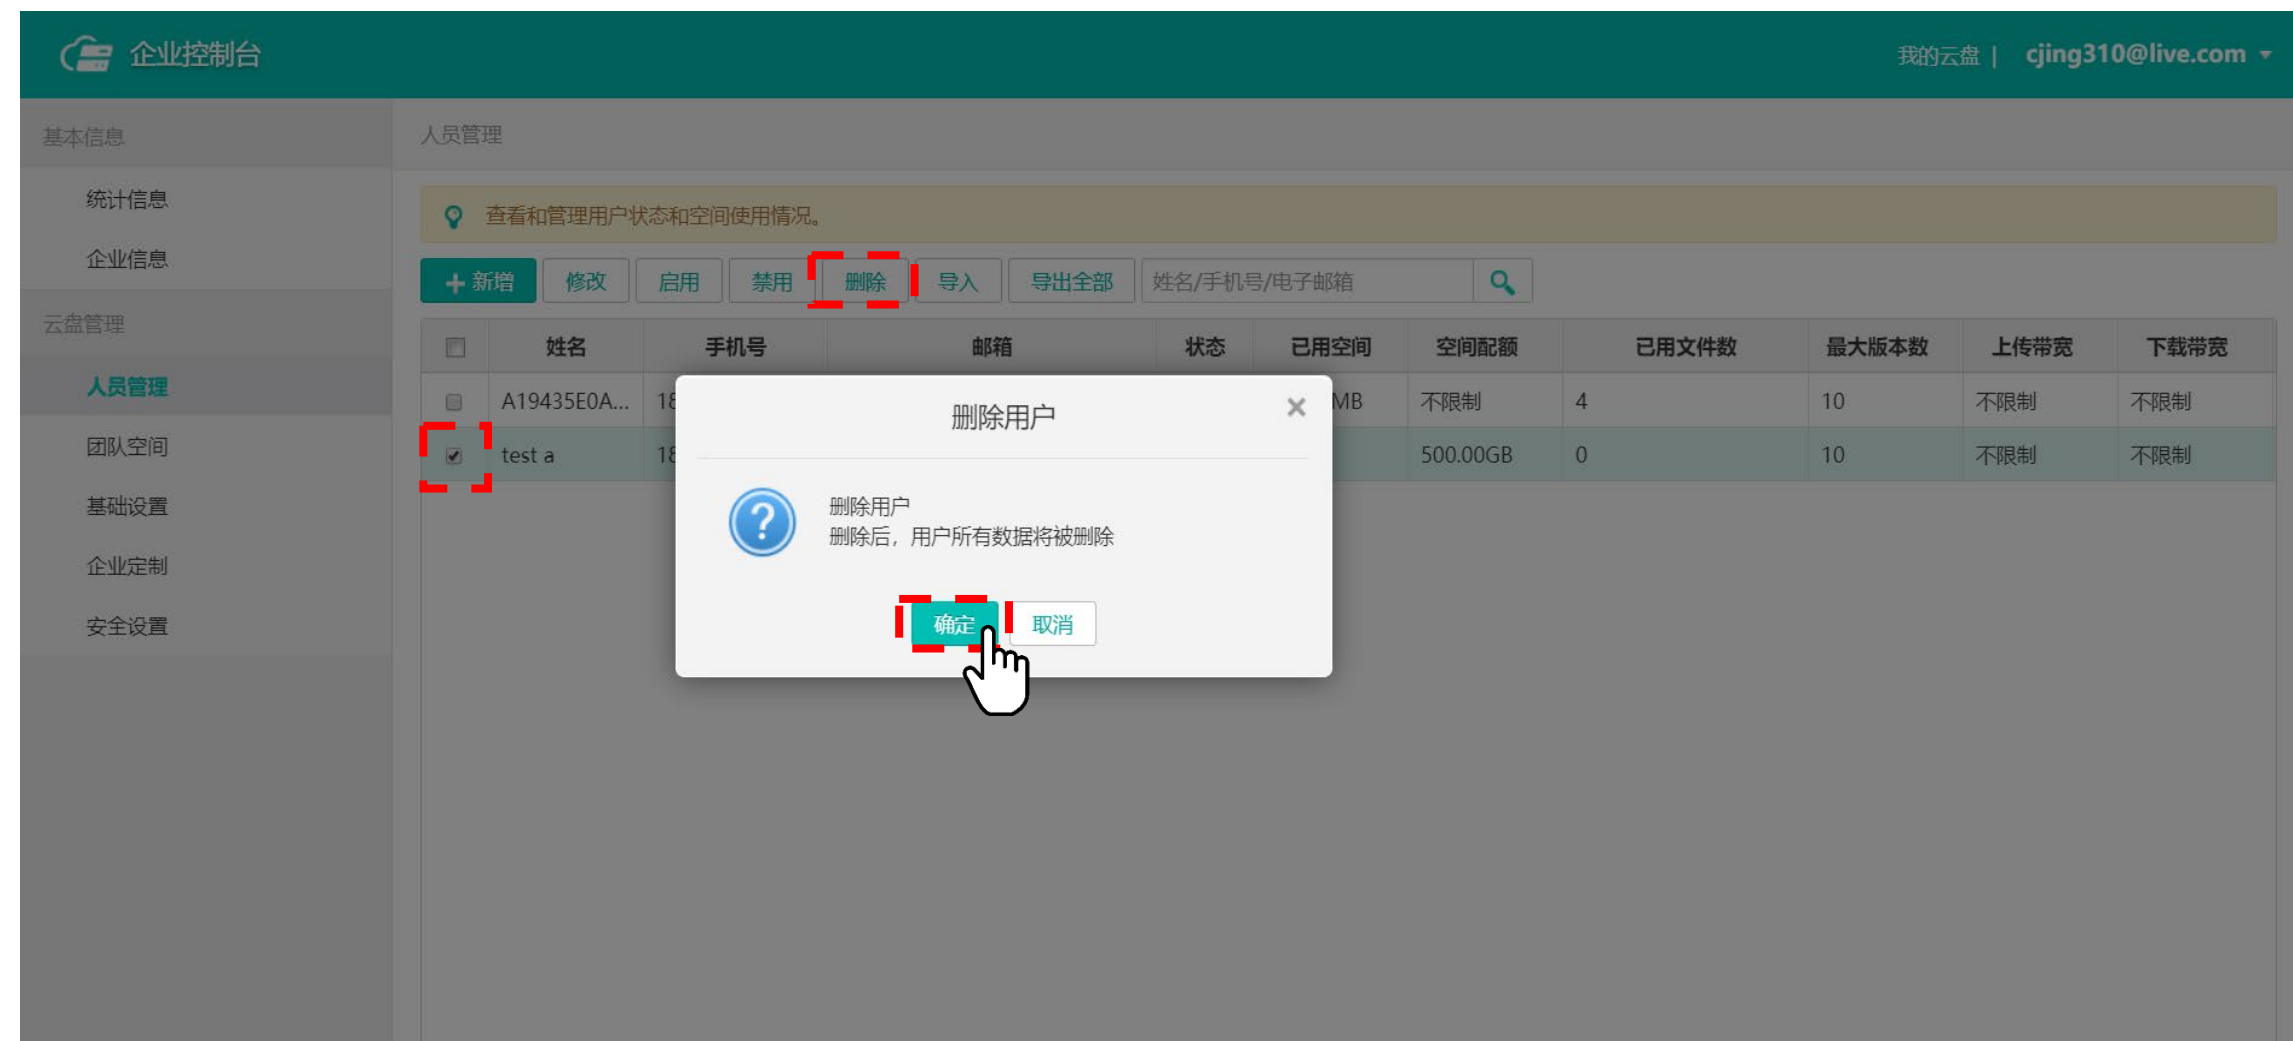 企业控制台
我的云盘 | cjing310@live.com
基本信息
统计信息
企业信息
云盘管理
人员管理
团队空间
基础设置
企业定制
安全设置
人员管理
查看和管理用户状态和空间使用情况。
新增 修改 启用 禁用 删除 导入 导出全部 姓名/手机号/电子邮箱
姓名 手机号 邮箱 状态 已用空间 空间配额 已用文件数 最大版本数 上传带宽 下载带宽
A19435E0A... 18 MB 不限制 4 10 不限制 不限制
test a 18 500.00GB 0 10 不限制 不限制
删除用户
删除用户
删除后，用户所有数据将被删除
确定 取消